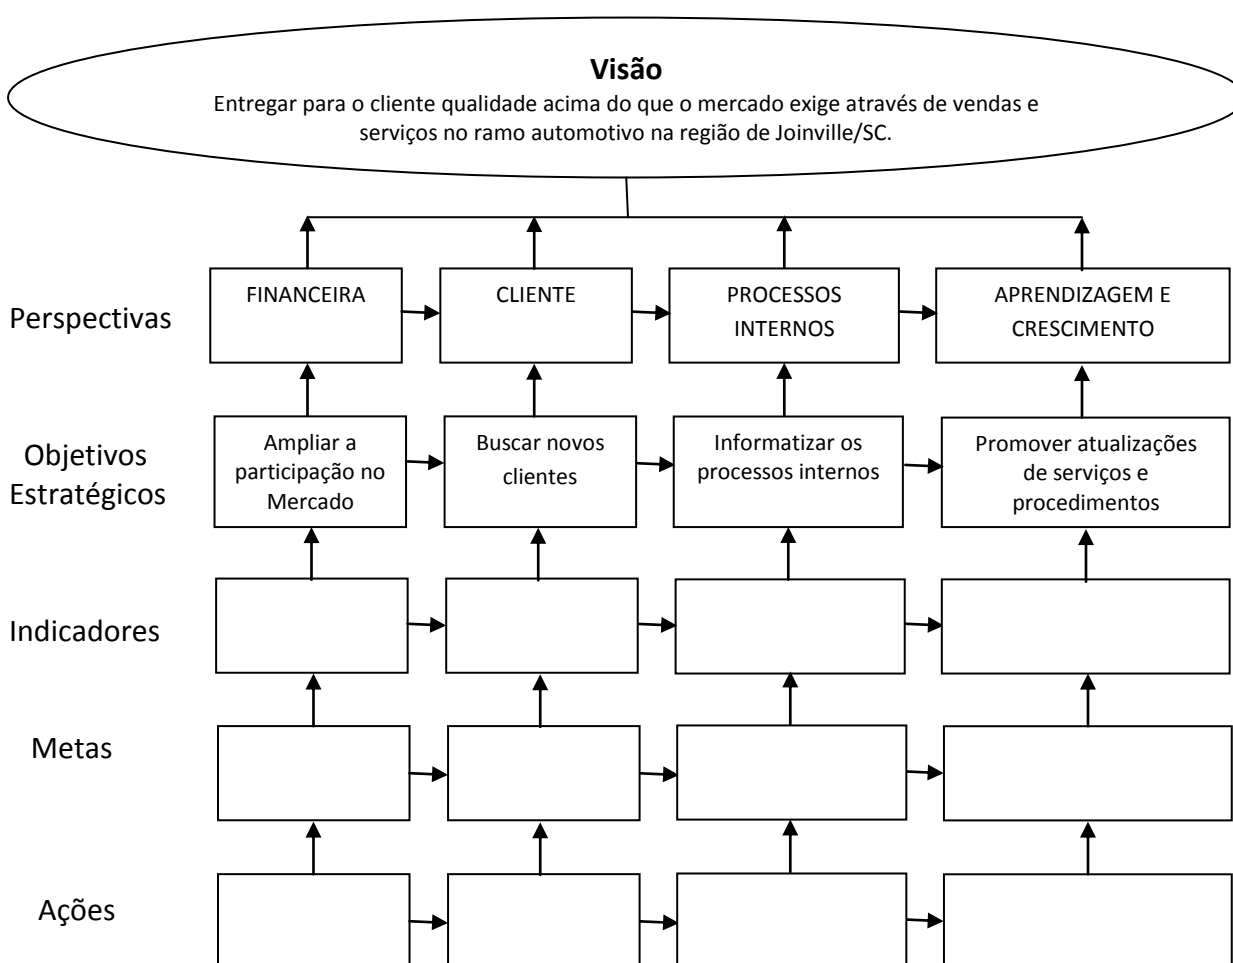 Visão
Entregar para o cliente qualidade acima do que o mercado exige através de vendas e
serviços no ramo automotivo na região de Joinville/SC.
Perspectivas
FINANCEIRA
CLIENTE
PROCESSOS
INTERNOS
APRENDIZAGEM E
CRESCIMENTO
Objetivos
Estratégicos
Ampliar a
participação no
Mercado
Buscar novos
clientes
Informatizar os
processos internos
Promover atualizações
de serviços e
procedimentos
Indicadores
Metas
Ações